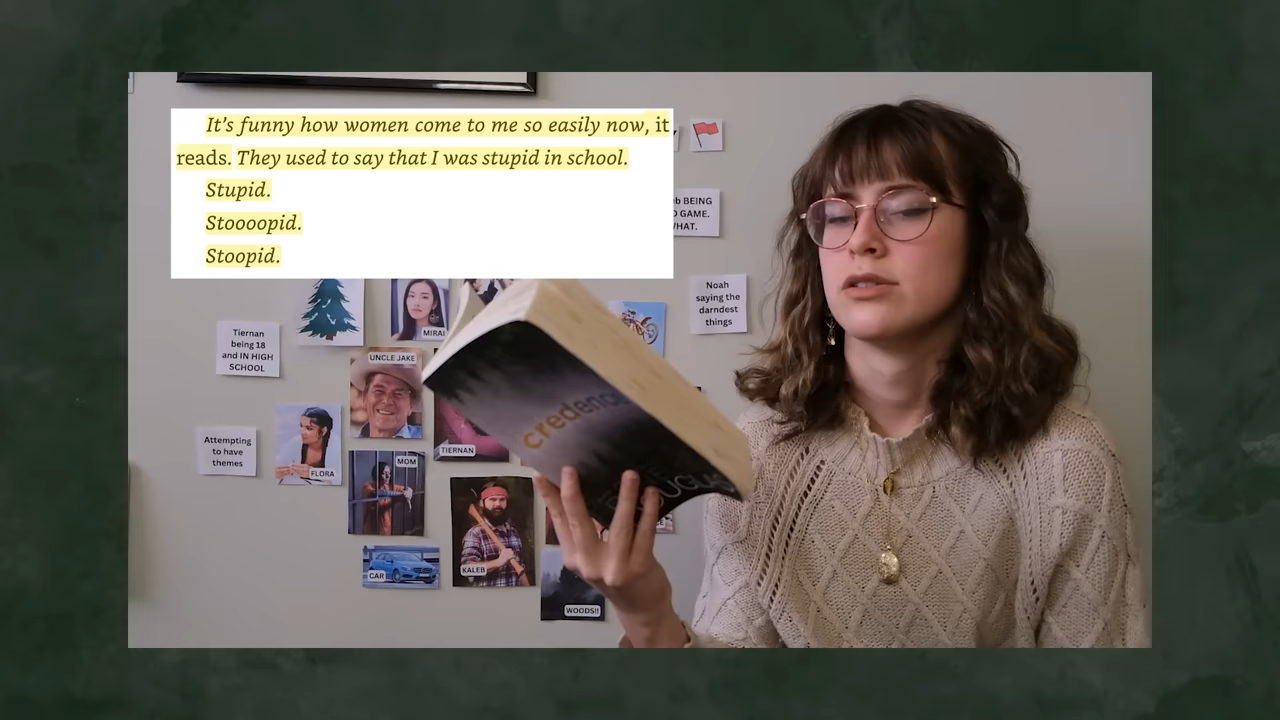 It's funny how women come to me so easily now, it
reads. They used to say that I was stupid in school.
Stupid.
Stoooopid.
Stoopid.
BEING
GAME.
Noah
saying the
darndest
things
MIRAI
Tiernan
being 18
and IN HIGH
SCHOOL
UNCLE JAKE
TIERNAN
Attempting
to have
themes
FLORA
MOM
KALEB
CAR
WOODS!!